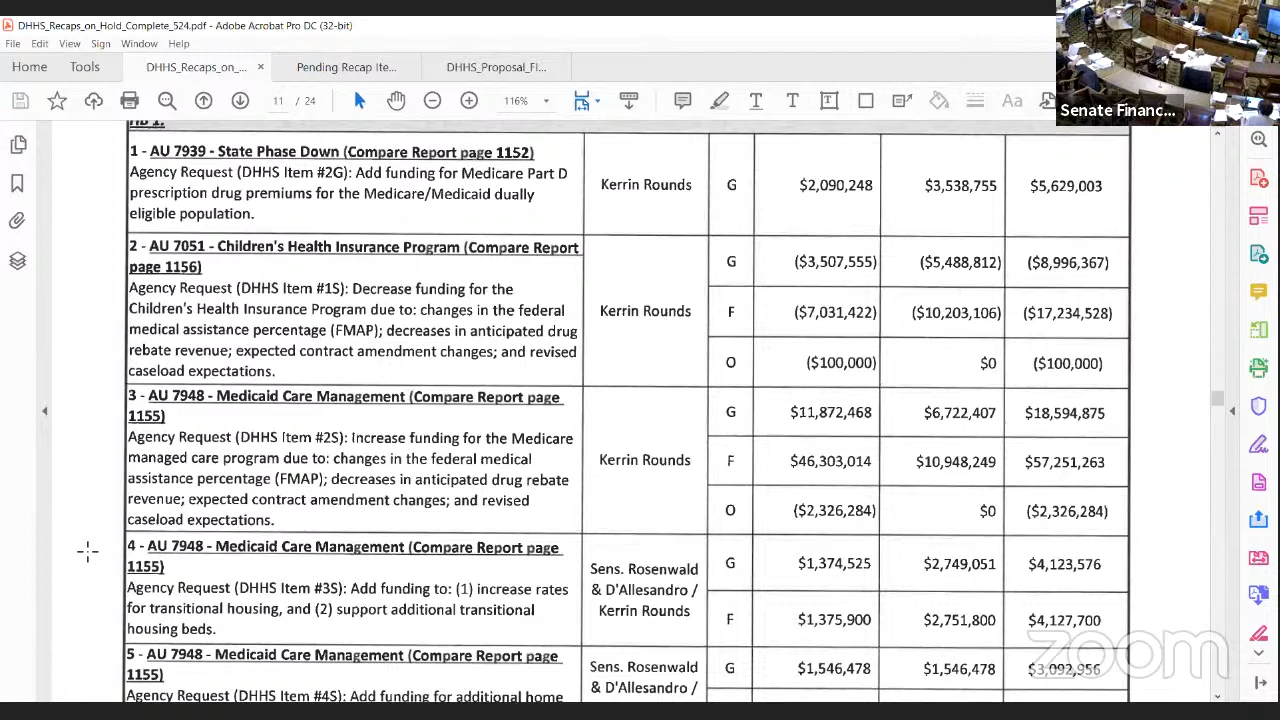 DHHS_Recaps_on_Hold_Complete_524.pdf - Adobe Acrobat Pro DC (32-bit)
File Edit View Sign Window Help
Home Tools DHHS_Recaps_on_... × Pending Recap Ite... DHHS_Proposal_Fl...
11 / 24 116%
Senate Financ...
HB 1.
1 - AU 7939 - State Phase Down (Compare Report page 1152)
Agency Request (DHHS Item #2G): Add funding for Medicare Part D
prescription drug premiums for the Medicare/Medicaid dually
eligible population.
Kerrin Rounds G $2,090,248 $3,538,755 $5,629,003
2 - AU 7051 - Children's Health Insurance Program (Compare Report
page 1156)
Agency Request (DHHS Item #1S): Decrease funding for the
Children's Health Insurance Program due to: changes in the federal
medical assistance percentage (FMAP); decreases in anticipated drug
rebate revenue; expected contract amendment changes; and revised
caseload expectations.
Kerrin Rounds
G ($3,507,555) ($5,488,812) ($8,996,367)
F ($7,031,422) ($10,203,106) ($17,234,528)
O ($100,000) $0 ($100,000)
3 - AU 7948 - Medicaid Care Management (Compare Report page
1155)
Agency Request (DHHS Item #2S): Increase funding for the Medicare
managed care program due to: changes in the federal medical
assistance percentage (FMAP); decreases in anticipated drug rebate
revenue; expected contract amendment changes; and revised
caseload expectations.
Kerrin Rounds
G $11,872,468 $6,722,407 $18,594,875
F $46,303,014 $10,948,249 $57,251,263
O ($2,326,284) $0 ($2,326,284)
4 - AU 7948 - Medicaid Care Management (Compare Report page
1155)
Agency Request (DHHS Item #3S): Add funding to: (1) increase rates
for transitional housing, and (2) support additional transitional
housing beds.
Sens. Rosenwald
& D'Allesandro /
Kerrin Rounds
G $1,374,525 $2,749,051 $4,123,576
F $1,375,900 $2,751,800 $4,127,700
5 - AU 7948 - Medicaid Care Management (Compare Report page
1155)
Agency Request (DHHS Item #4S): Add funding for additional home
Sens. Rosenwald
& D'Allesandro /
G $1,546,478 $1,546,478 $3,092,956
zoom